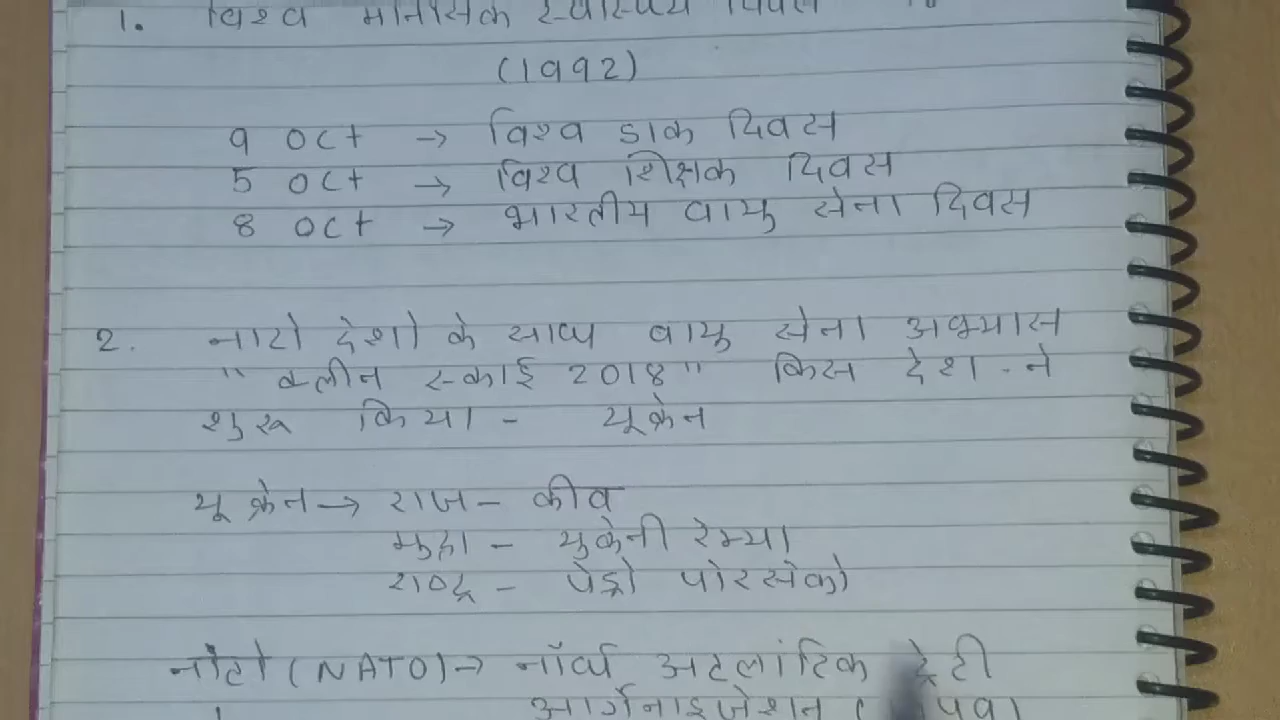 1. विश्व मानसिक स्वास्थ्य दिवस
(1992)
9 Oct → विश्व डाक दिवस
5 Oct → विश्व शिक्षक दिवस
8 Oct → भारतीय वायु सेना दिवस
2. नाटो देशो के साथ वायु सेना अभ्यास
" क्लीन स्काई 2018 " किस देश ने
शुरू किया - यूक्रेन
यूक्रेन → राज - कीव
मुद्रा - युक्रेनी रेम्या
राष्ट्र - पेड्रो पोरसेको
नाटो (NATO) → नॉर्थ अटलांटिक ट्रेटी
आर्गेनाइजेशन (